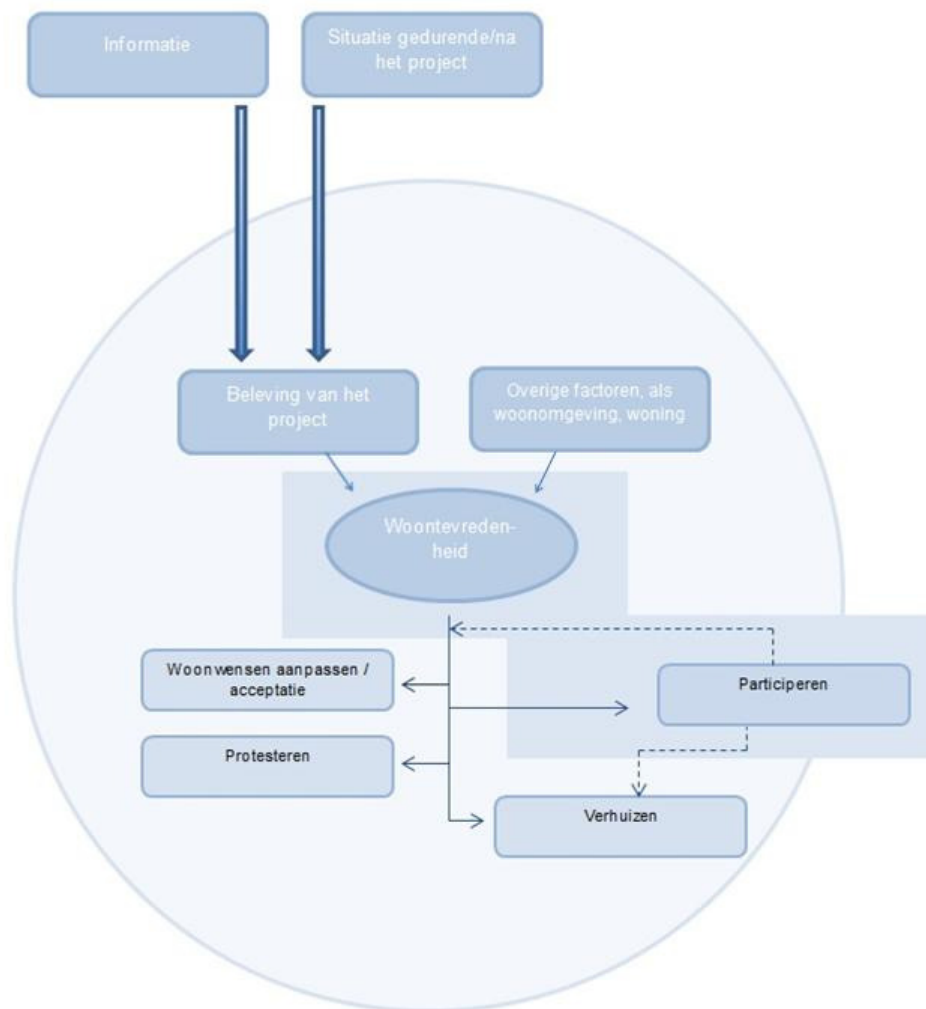 Informatie
Situatie gedurende/na
het project
Beleving van het
project
Overige factoren, als
woonomgeving, woning
Woontevreden-
heid
Woonwensen aanpassen /
acceptatie
Participeren
Protesteren
Verhuizen